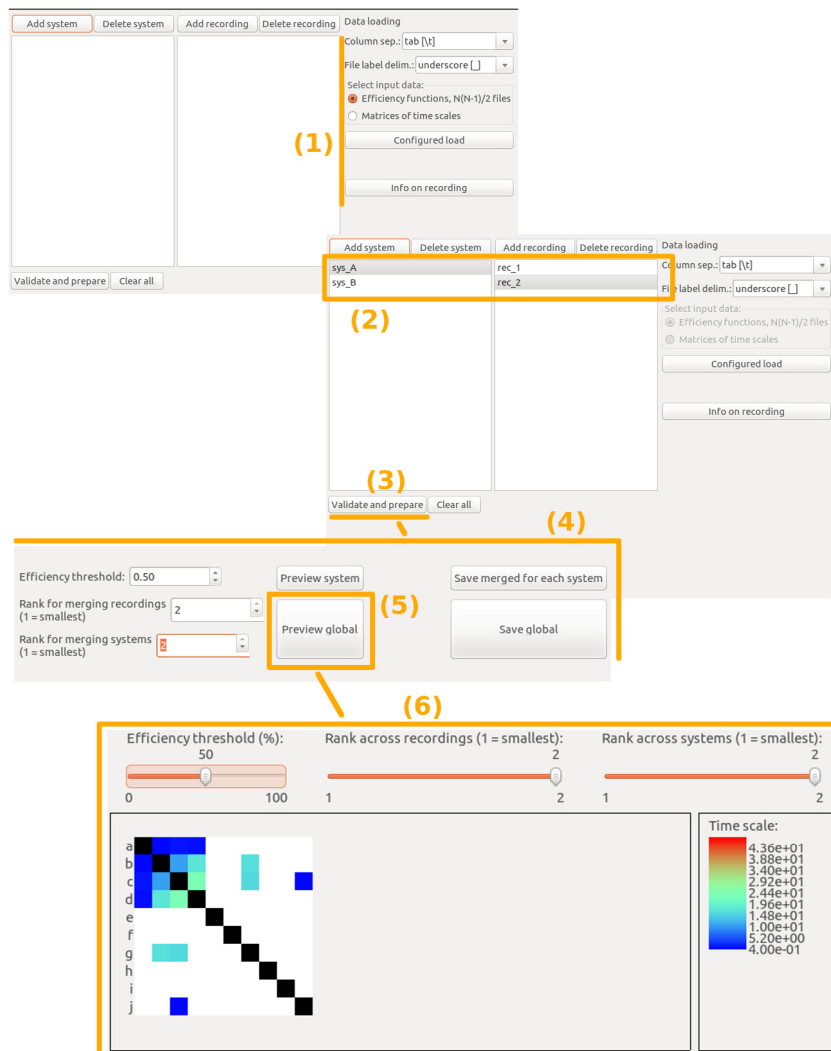 Add system Delete system Add recording Delete recording Data loading
Column sep.: tab [\t]
File label delim.: underscore [_]
Select input data:
Efficiency functions, N(N-1)/2 files
Matrices of time scales
(1)
Configured load
Info on recording
Validate and prepare Clear all
Add system Delete system Add recording Delete recording Data loading
sys_A rec_1
Column sep.: tab [\t]
sys_B rec_2
File label delim.: underscore [_]
(2)
Select input data:
Efficiency functions, N(N-1)/2 files
Matrices of time scales
Configured load
Info on recording
(3)
Validate and prepare Clear all
(4)
Efficiency threshold: 0.50
Preview system Save merged for each system
Rank for merging recordings
(1 = smallest)
2
(5)
Preview global Save global
Rank for merging systems
(1 = smallest)
2
(6)
Efficiency threshold (%): Rank across recordings (1 = smallest): Rank across systems (1 = smallest):
50 2 2
0 100 1 2 1 2
Time scale:
4.36e+01
3.88e+01
3.40e+01
2.92e+01
2.44e+01
1.96e+01
1.48e+01
1.00e+01
5.20e+00
4.00e-01
a
b
c
d
e
f
g
h
i
j